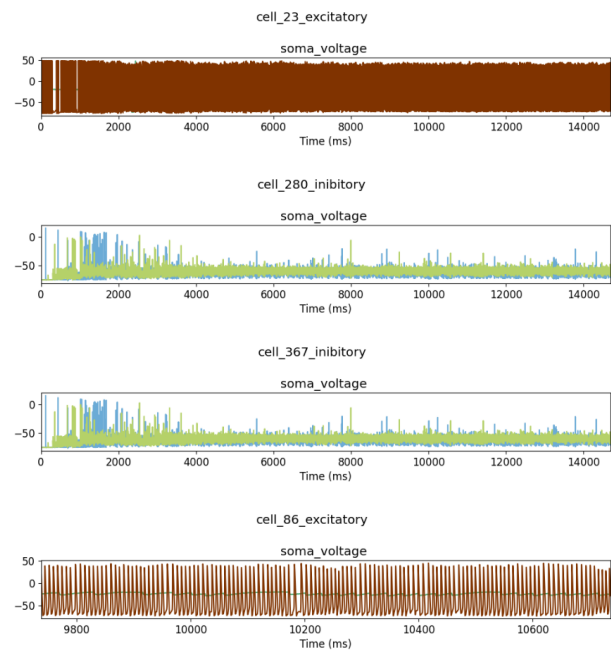 cell_23_excitatory
soma_voltage
50
0
−50
0 2000 4000 6000 8000 10000 12000 14000
Time (ms)
cell_280_inibitory
soma_voltage
−50
0 2000 4000 6000 8000 10000 12000 14000
Time (ms)
cell_367_inibitory
soma_voltage
0
−50
0 2000 4000 6000 8000 10000 12000 14000
Time (ms)
cell_86_excitatory
soma_voltage
50
0
−50
9800 10000 10200 10400 10600
Time (ms)